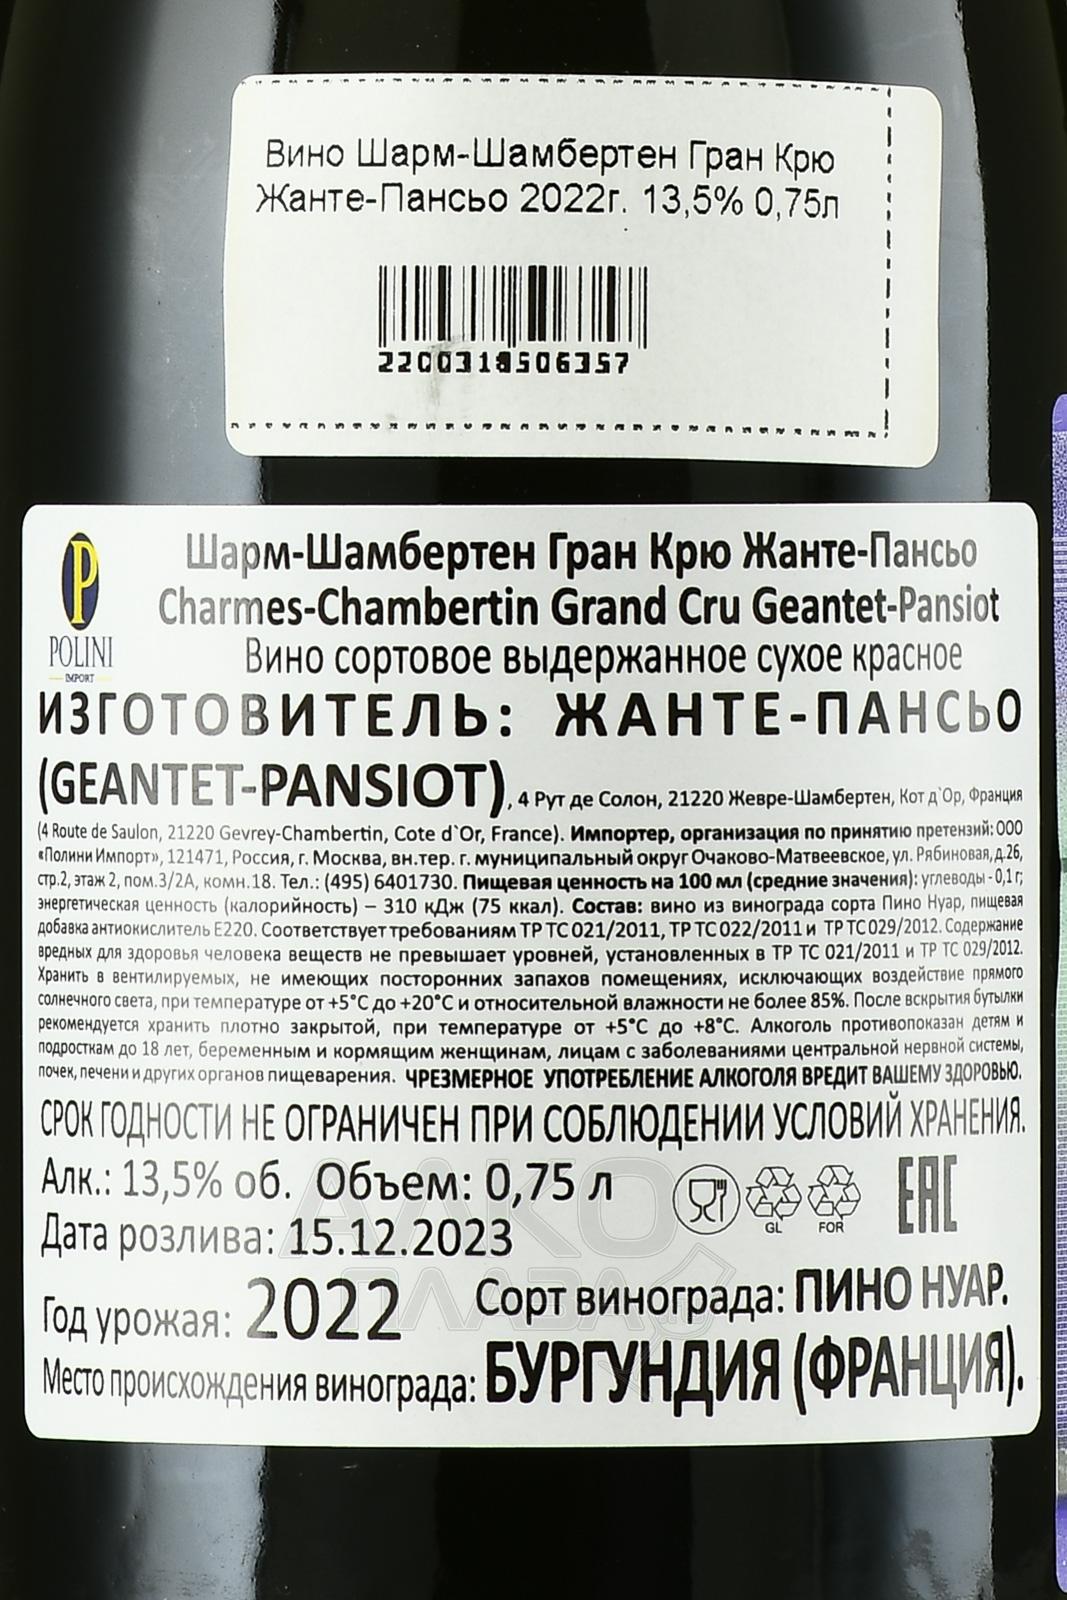 Вино Шарм-Шамбертен Гран Крю
Жанте-Пансьо 2022г. 13,5% 0,75л
2200318506357
P
POLINI
IMPORT
Шарм-Шамбертен Гран Крю Жанте-Пансьо
Charmes-Chambertin Grand Cru Geantet-Pansiot
Вино сортовое выдержанное сухое красное
ИЗГОТОВИТЕЛЬ: ЖАНТЕ-ПАНСЬО
(GEANTET-PANSIOT), 4 Рут де Солон, 21220 Жевре-Шамбертен, Кот д`Ор, Франция
(4 Route de Saulon, 21220 Gevrey-Chambertin, Cote d`Or, France). Импортер, организация по принятию претензий: ООО
«Полини Импорт», 121471, Россия, г. Москва, вн.тер. г. муниципальный округ Очаково-Матвеевское, ул. Рябиновая, д.26,
стр.2, этаж 2, пом.3/2А, комн.18. Тел.: (495) 6401730. Пищевая ценность на 100 мл (средние значения): углеводы - 0,1 г;
энергетическая ценность (калорийность) – 310 кДж (75 ккал). Состав: вино из винограда сорта Пино Нуар, пищевая
добавка антиокислитель Е220. Соответствует требованиям ТР ТС 021/2011, ТР ТС 022/2011 и ТР ТС 029/2012. Содержание
вредных для здоровья человека веществ не превышает уровней, установленных в ТР ТС 021/2011 и ТР ТС 029/2012.
Хранить в вентилируемых, не имеющих посторонних запахов помещениях, исключающих воздействие прямого
солнечного света, при температуре от +5°С до +20°С и относительной влажности не более 85%. После вскрытия бутылки
рекомендуется хранить плотно закрытой, при температуре от +5°С до +8°С. Алкоголь противопоказан детям и
подросткам до 18 лет, беременным и кормящим женщинам, лицам с заболеваниями центральной нервной системы,
почек, печени и других органов пищеварения. ЧРЕЗМЕРНОЕ УПОТРЕБЛЕНИЕ АЛКОГОЛЯ ВРЕДИТ ВАШЕМУ ЗДОРОВЬЮ.
СРОК ГОДНОСТИ НЕ ОГРАНИЧЕН ПРИ СОБЛЮДЕНИИ УСЛОВИЙ ХРАНЕНИЯ.
Алк.: 13,5% об. Объем: 0,75 л
GL FOR
EAC
Дата розлива: 15.12.2023
АЛКО
ПЛАЗА
Год урожая: 2022 Сорт винограда: ПИНО НУАР.
Место происхождения винограда: БУРГУНДИЯ (ФРАНЦИЯ).